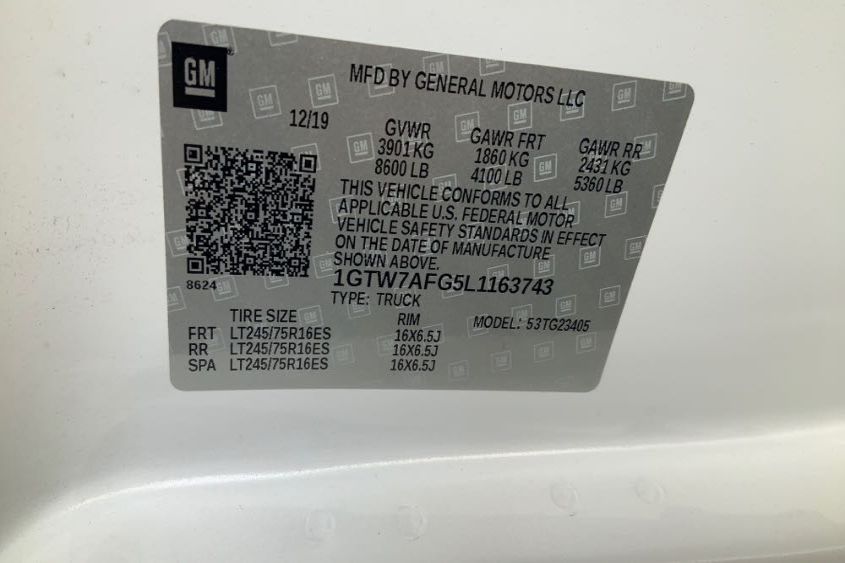 GM
MFD BY GENERAL MOTORS LLC
12/19
GVWR GAWR FRT GAWR RR
3901 KG 1860 KG 2431 KG
8600 LB 4100 LB 5360 LB
THIS VEHICLE CONFORMS TO ALL
APPLICABLE U.S. FEDERAL MOTOR
VEHICLE SAFETY STANDARDS IN EFFECT
ON THE DATE OF MANUFACTURE
SHOWN ABOVE.
8624
1GTW7AFG5L1163743
TYPE: TRUCK
TIRE SIZE RIM MODEL: 53TG23405
FRT LT245/75R16ES 16X6.5J
RR LT245/75R16ES 16X6.5J
SPA LT245/75R16ES 16X6.5J